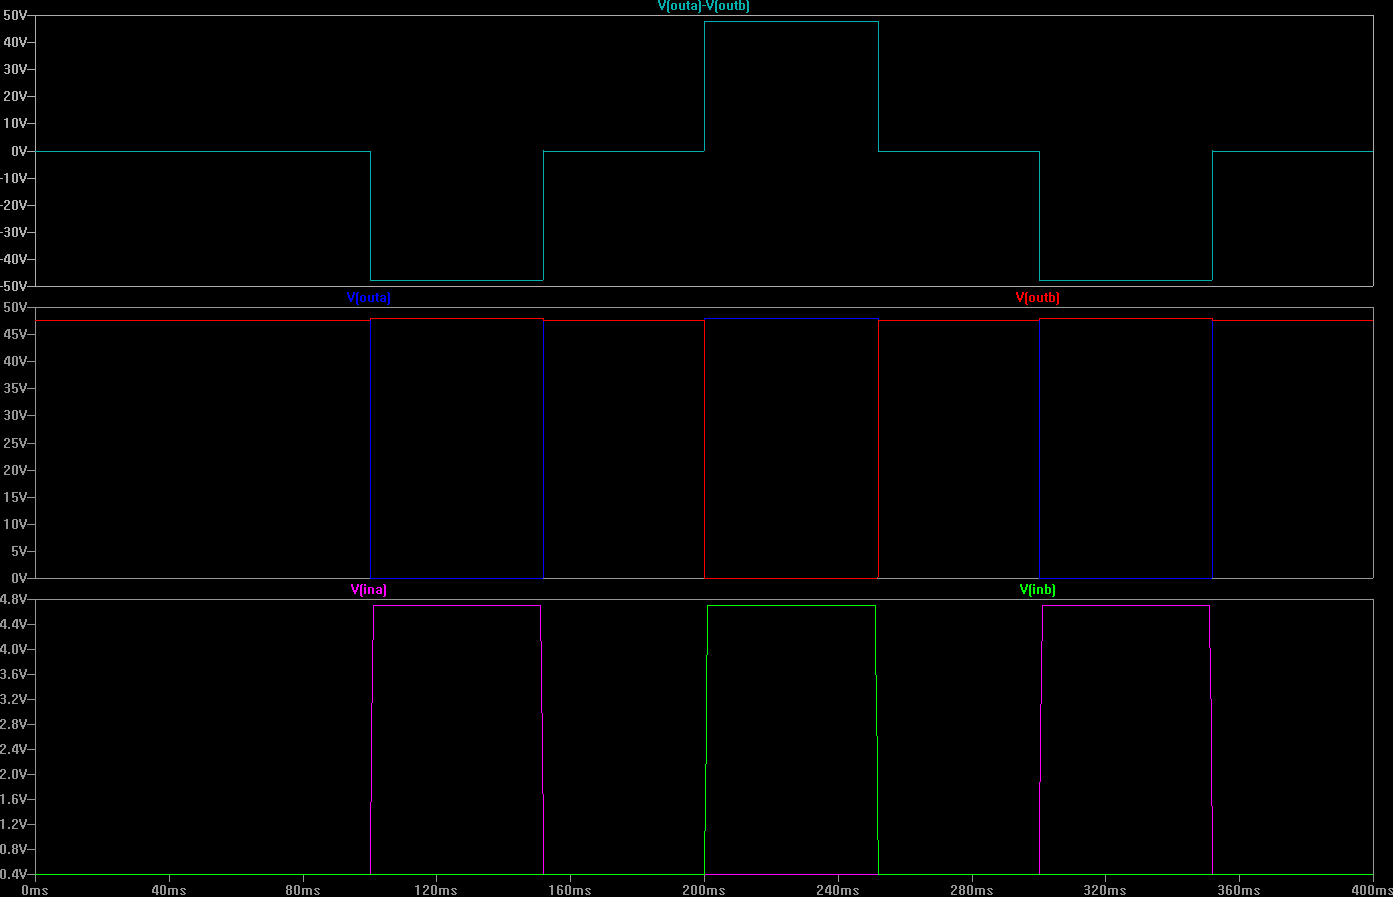 V(outa)-V(outb)
50V
40V
30V
20V
10V
0V
-10V
-20V
-30V
-40V
-50V
V(outa) V(outb)
50V
45V
40V
35V
30V
25V
20V
15V
10V
5V
0V
V(ina) V(inb)
4.8V
4.4V
4.0V
3.6V
3.2V
2.8V
2.4V
2.0V
1.6V
1.2V
0.8V
0.4V
0ms 40ms 80ms 120ms 160ms 200ms 240ms 280ms 320ms 360ms 400ms